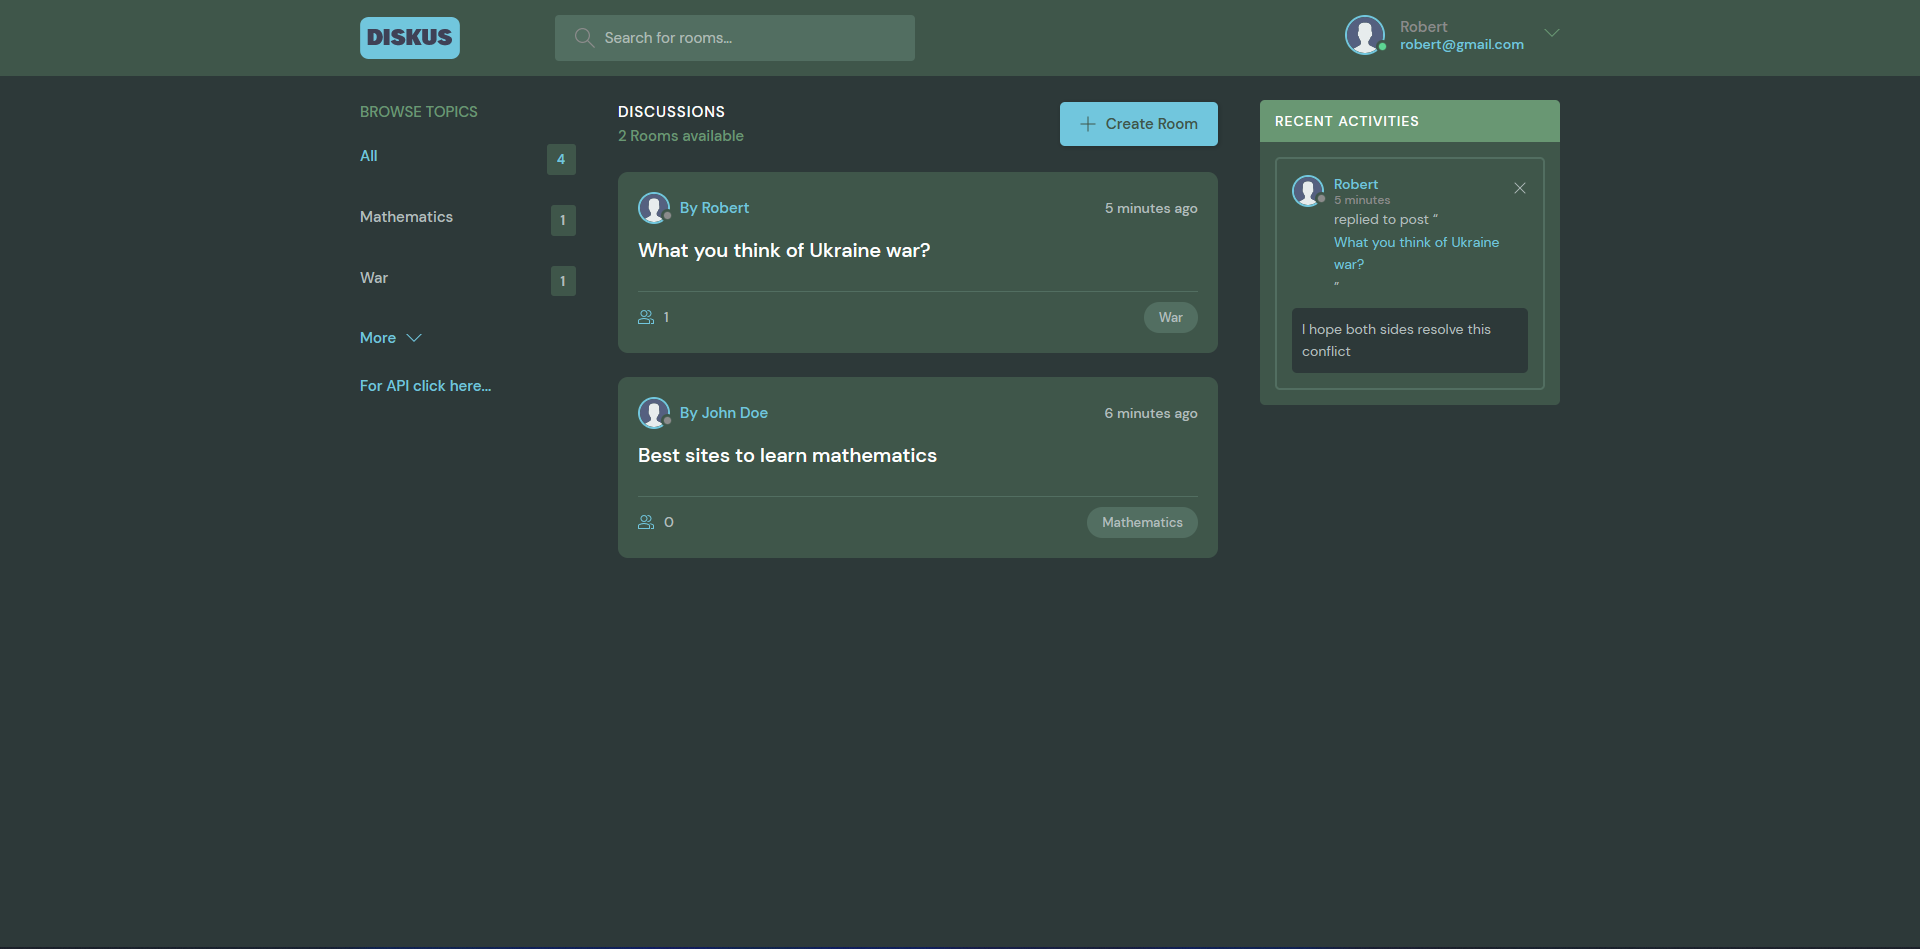 DISKUS
Search for rooms...
Robert
robert@gmail.com
BROWSE TOPICS
All
4
Mathematics
1
War
1
More
For API click here...
DISCUSSIONS
2 Rooms available
Create Room
By Robert
5 minutes ago
What you think of Ukraine war?
1
War
By John Doe
6 minutes ago
Best sites to learn mathematics
0
Mathematics
RECENT ACTIVITIES
Robert
5 minutes
replied to post “
What you think of Ukraine
war?
”
I hope both sides resolve this
conflict